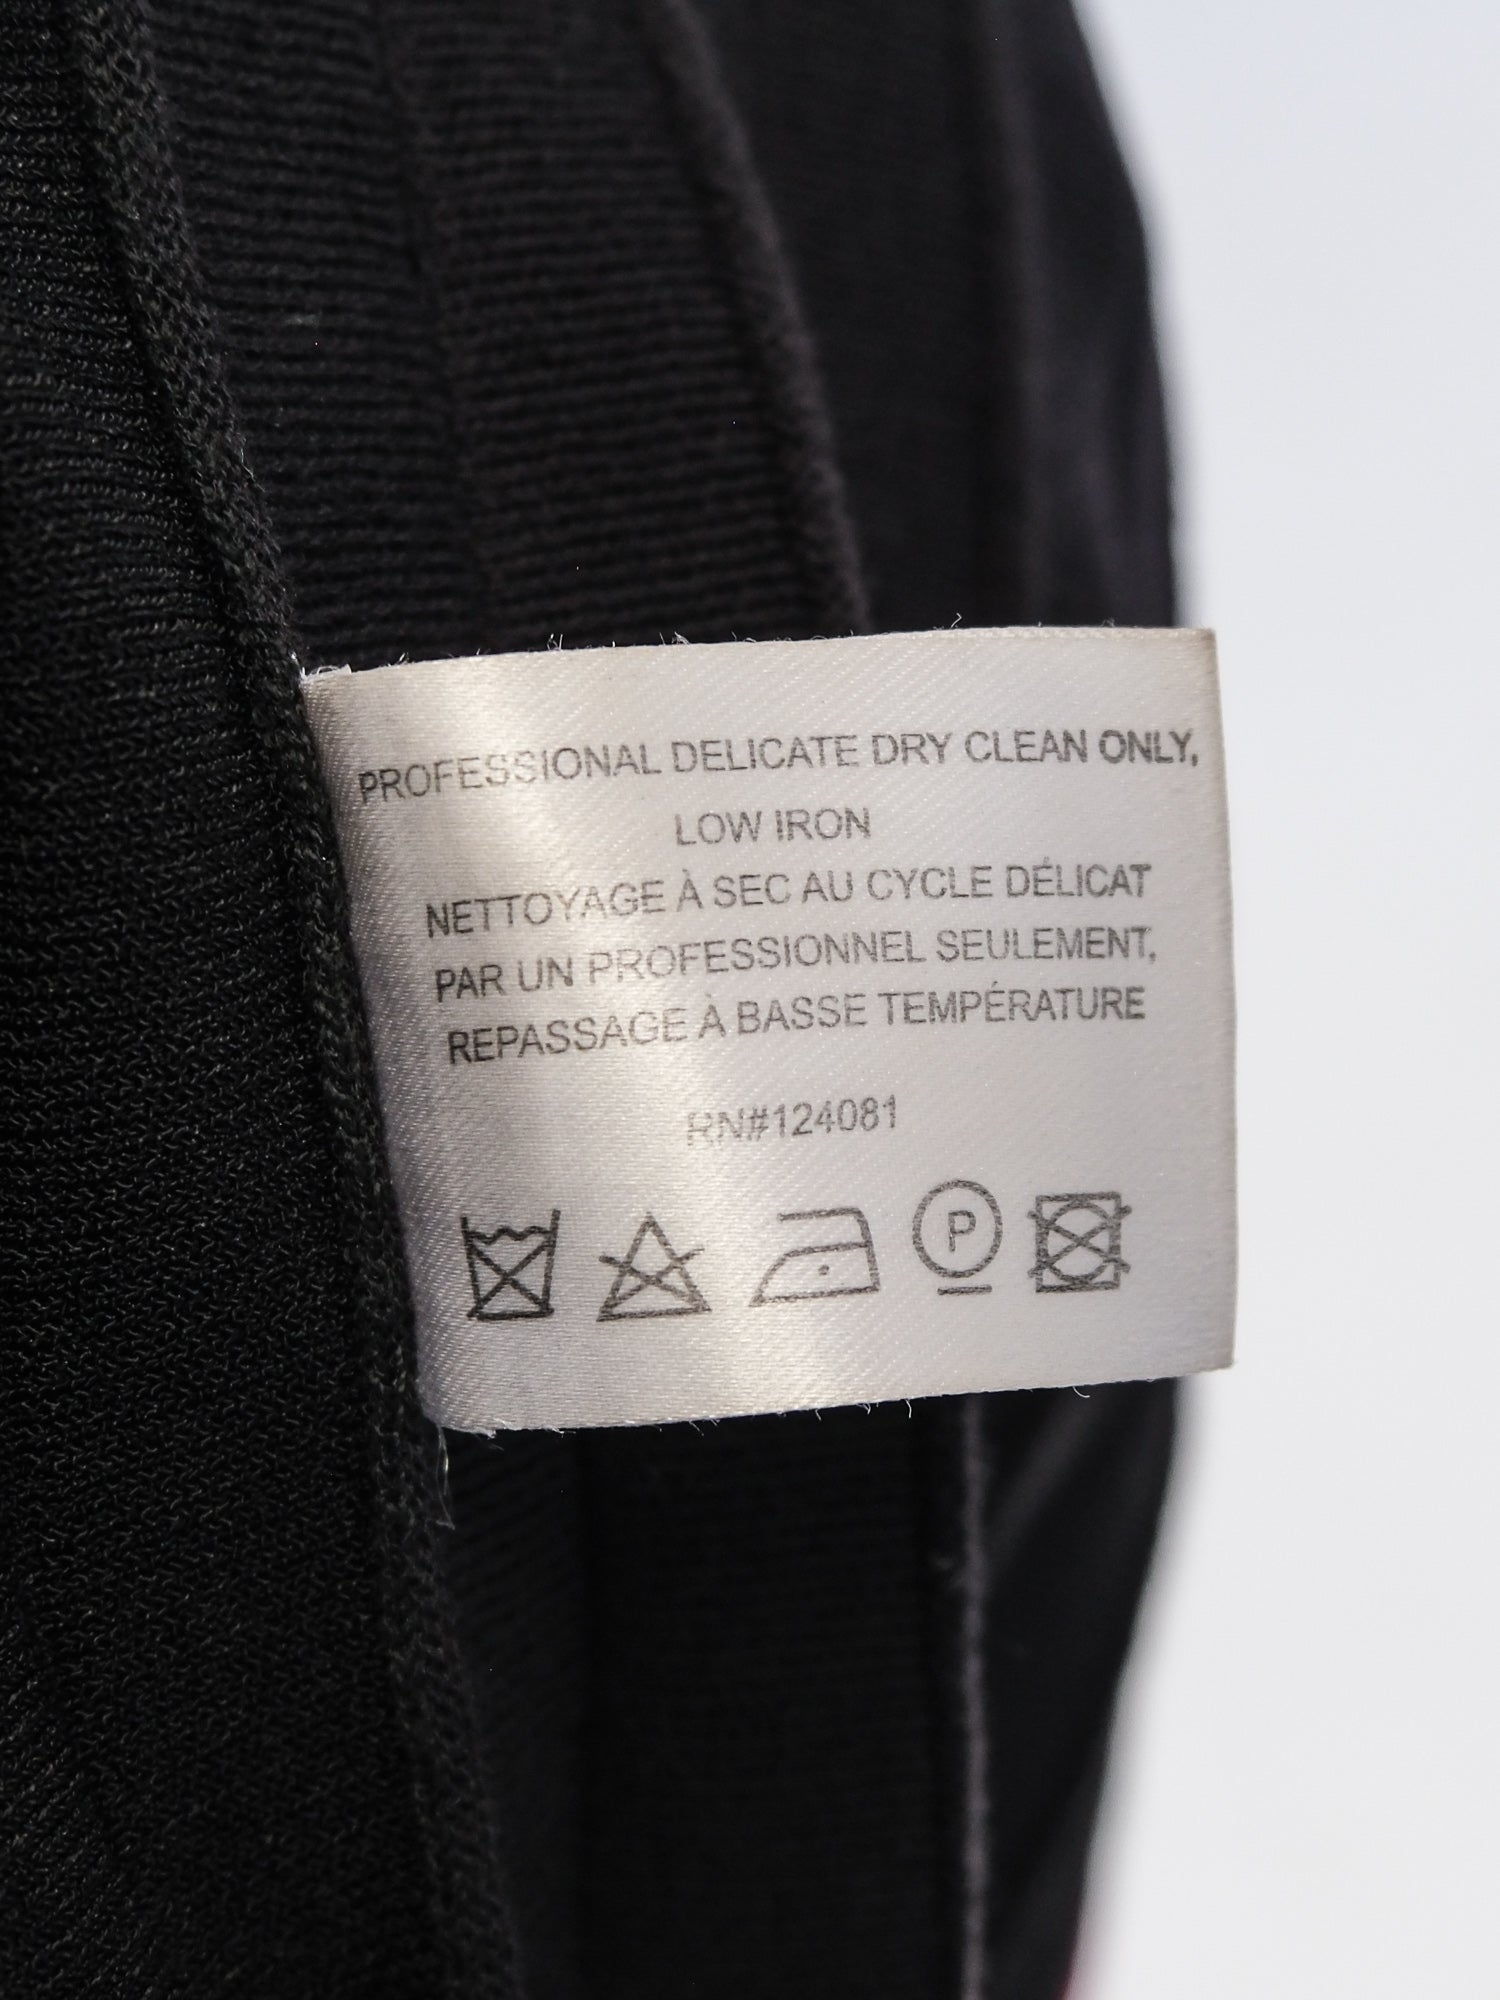 PROFESSIONAL DELICATE DRY CLEAN ONLY,
LOW IRON
NETTOYAGE À SEC AU CYCLE DÉLICAT
PAR UN PROFESSIONNEL SEULEMENT,
REPASSAGE À BASSE TEMPÉRATURE
RN#124081
P